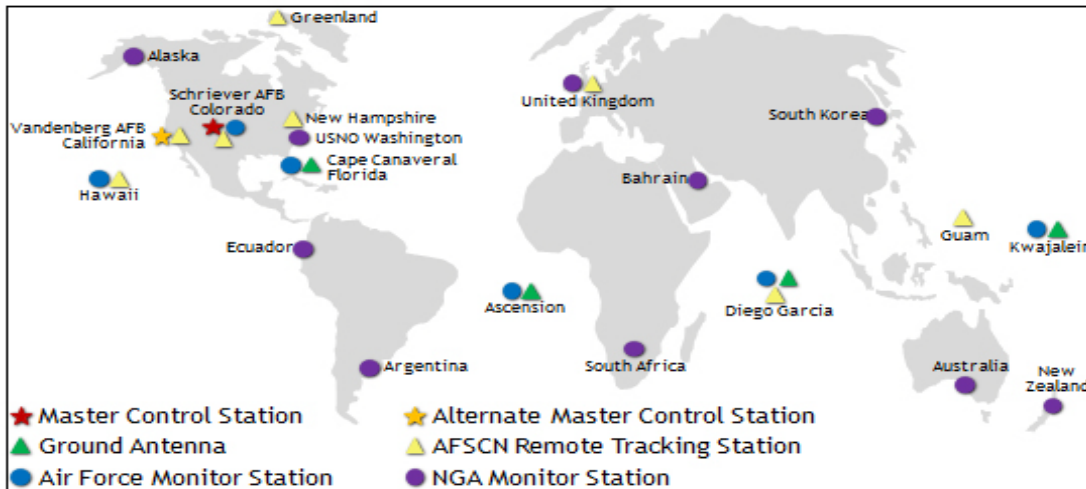 Greenland
Alaska
Schriever AFB
Colorado
United Kingdom
New Hampshire
South Korea
Vandenberg AFB
California
USNO Washington
Cape Canaveral
Florida
Bahrain
Hawaii
Guam
Ecuador
Kwajalein
Ascension
Diego Garcia
Argentina
South Africa
Australia
New
Zealand
Master Control Station
Alternate Master Control Station
Ground Antenna
AFSCN Remote Tracking Station
Air Force Monitor Station
NGA Monitor Station